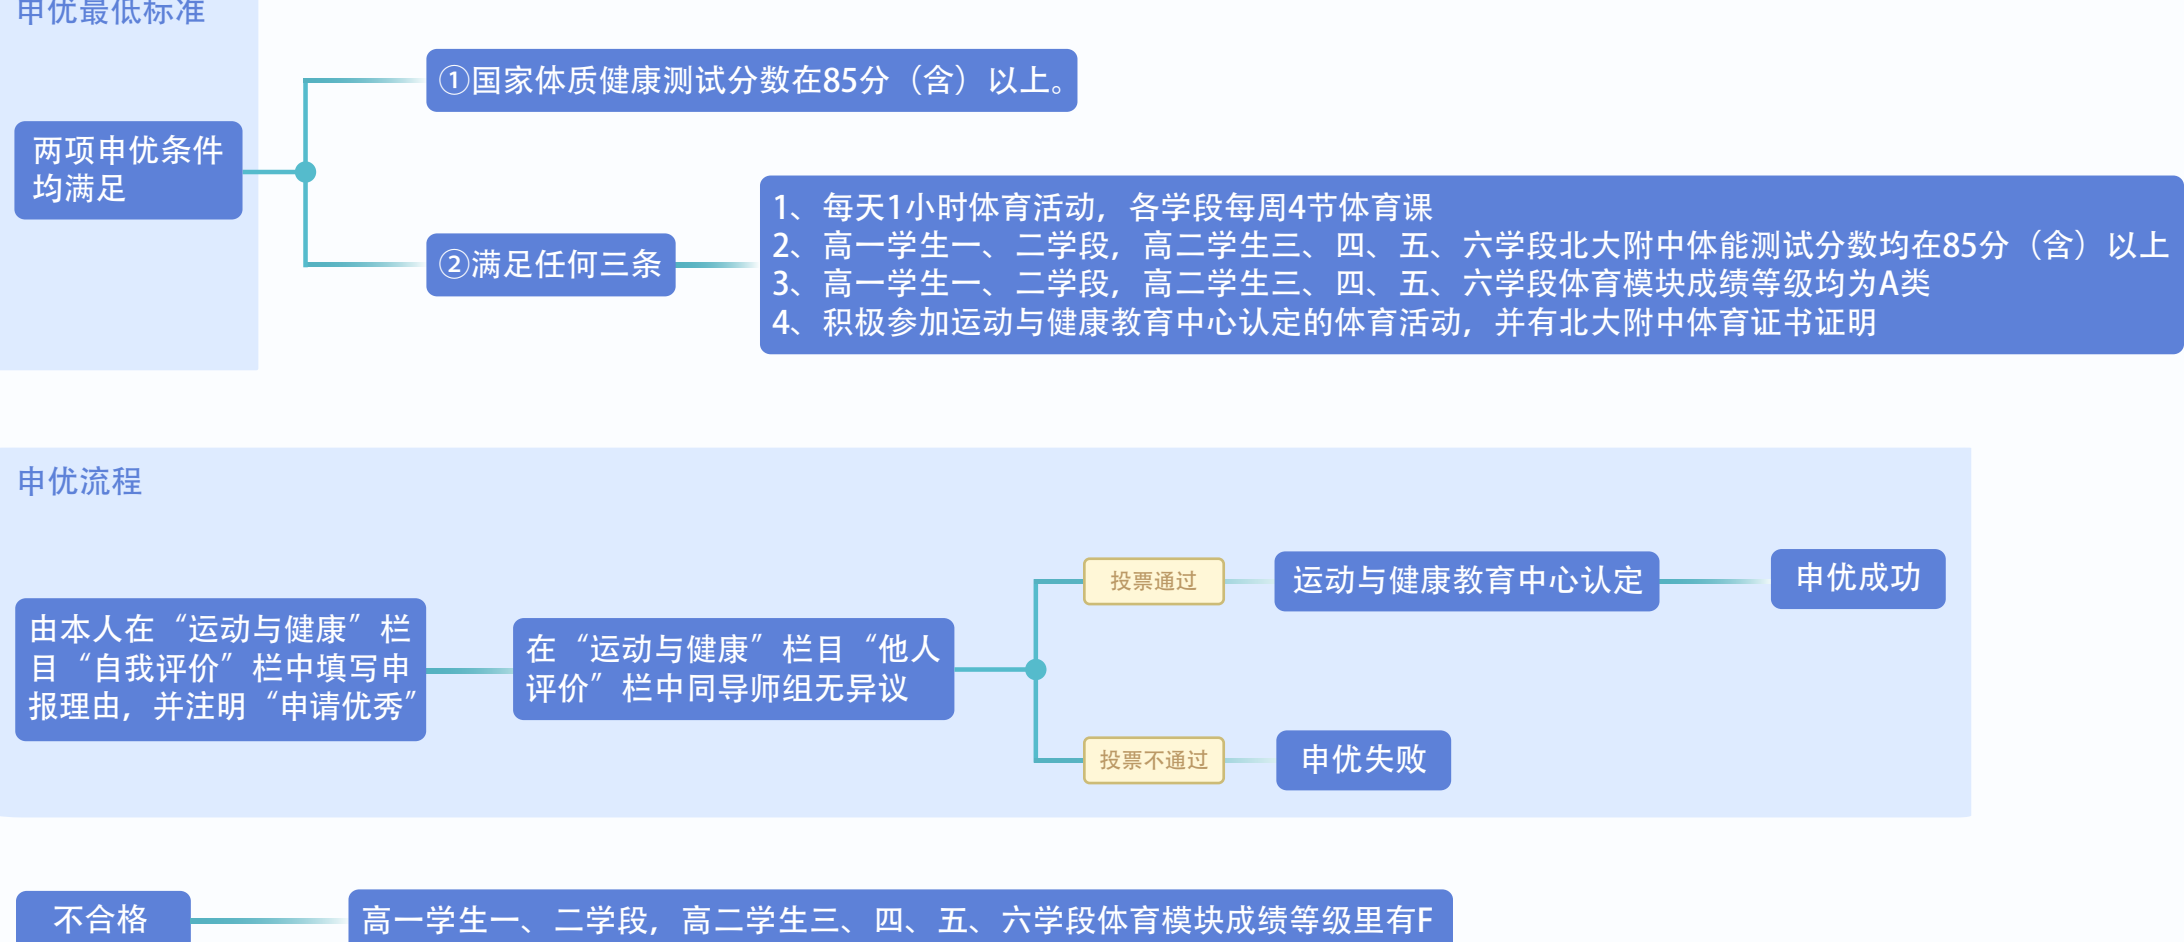 申优最低标准
①国家体质健康测试分数在85分（含）以上。
两项申优条件
均满足
②满足任何三条
1、每天1小时体育活动，各学段每周4节体育课
2、高一学生一、二学段，高二学生三、四、五、六学段北大附中体能测试分数均在85分（含）以上
3、高一学生一、二学段，高二学生三、四、五、六学段体育模块成绩等级均为A类
4、积极参加运动与健康教育中心认定的体育活动，并有北大附中体育证书证明
申优流程
由本人在“运动与健康”栏
目“自我评价”栏中填写申
报理由，并注明“申请优秀”
在“运动与健康”栏目“他人
评价”栏中同导师组无异议
投票通过
运动与健康教育中心认定
申优成功
投票不通过
申优失败
不合格
高一学生一、二学段，高二学生三、四、五、六学段体育模块成绩等级里有F